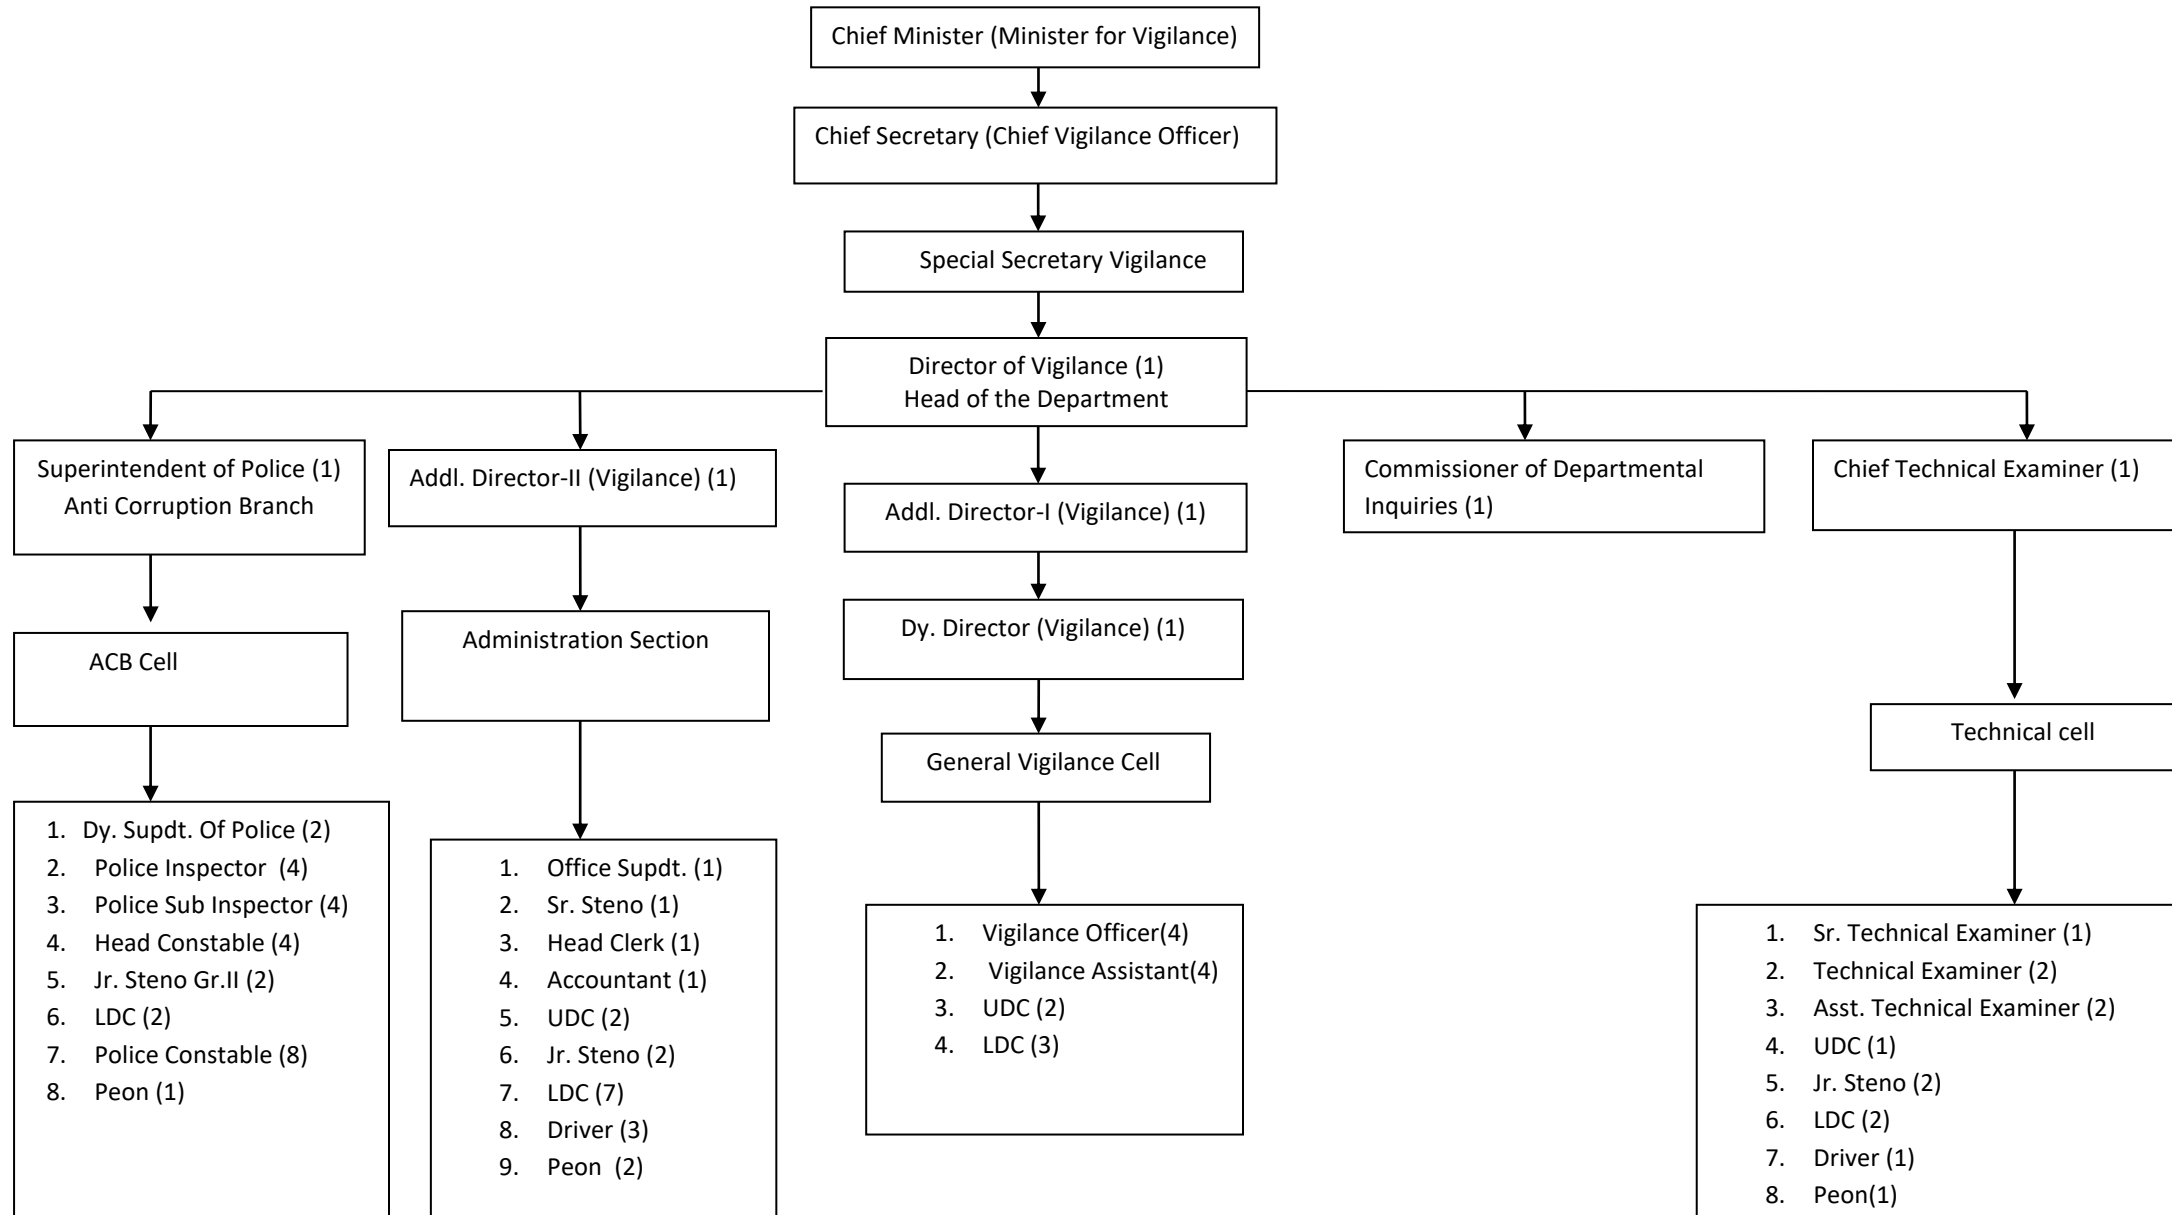 Chief Minister (Minister for Vigilance)
Chief Secretary (Chief Vigilance Officer)
Special Secretary Vigilance
Director of Vigilance (1)
Head of the Department
Superintendent of Police (1)
Anti Corruption Branch
Addl. Director-II (Vigilance) (1)
Addl. Director-I (Vigilance) (1)
Commissioner of Departmental
Inquiries (1)
Chief Technical Examiner (1)
ACB Cell
Administration Section
Dy. Director (Vigilance) (1)
General Vigilance Cell
Technical cell
1. Dy. Supdt. Of Police (2)
2. Police Inspector (4)
3. Police Sub Inspector (4)
4. Head Constable (4)
5. Jr. Steno Gr.II (2)
6. LDC (2)
7. Police Constable (8)
8. Peon (1)
1. Office Supdt. (1)
2. Sr. Steno (1)
3. Head Clerk (1)
4. Accountant (1)
5. UDC (2)
6. Jr. Steno (2)
7. LDC (7)
8. Driver (3)
9. Peon (2)
1. Vigilance Officer(4)
2. Vigilance Assistant(4)
3. UDC (2)
4. LDC (3)
1. Sr. Technical Examiner (1)
2. Technical Examiner (2)
3. Asst. Technical Examiner (2)
4. UDC (1)
5. Jr. Steno (2)
6. LDC (2)
7. Driver (1)
8. Peon(1)